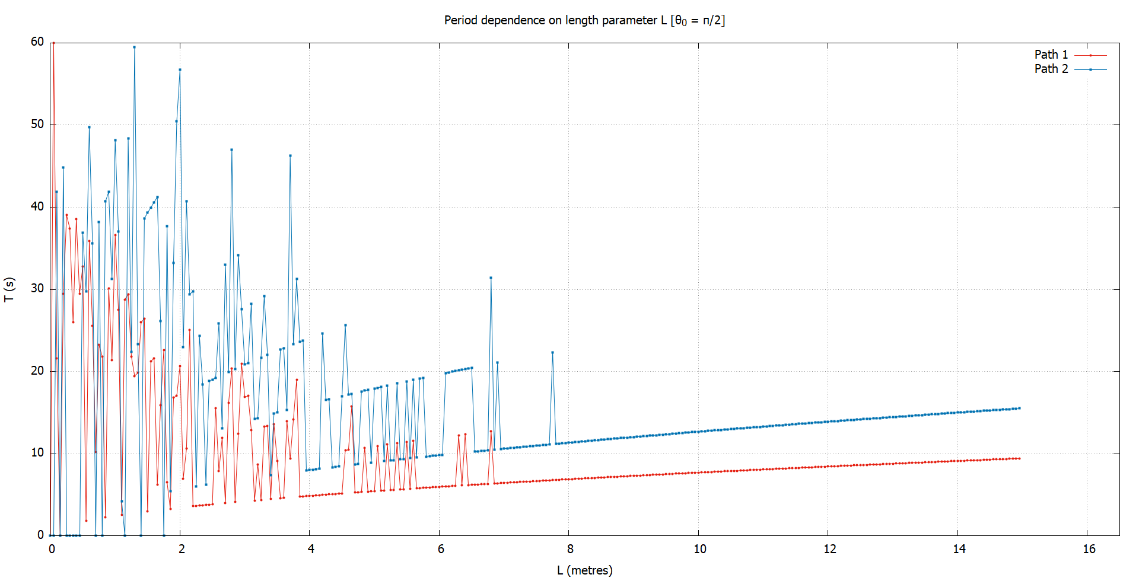 Period dependence on length parameter L [θ0 = π/2]
Path 1
Path 2
60
50
40
30
20
10
0
T (s)
0 2 4 6 8 10 12 14 16
L (metres)